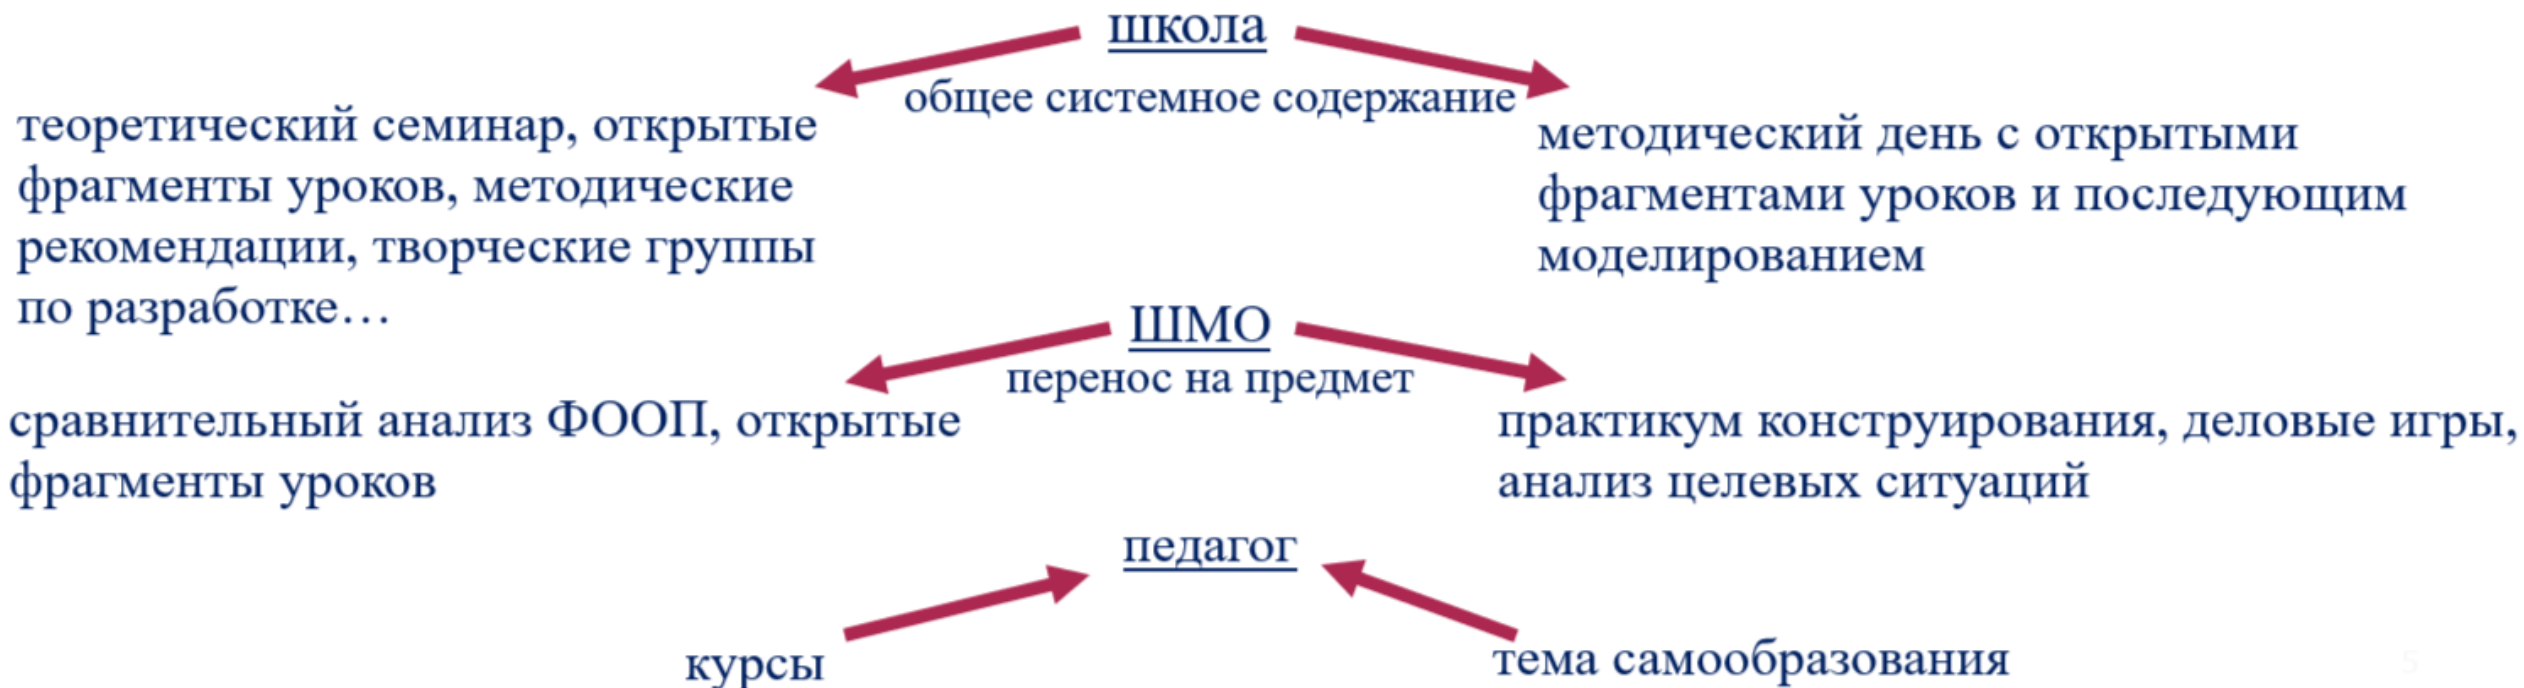 школа
общее системное содержание
теоретический семинар, открытые
фрагменты уроков, методические
рекомендации, творческие группы
по разработке…
методический день с открытыми
фрагментами уроков и последующим
моделированием
ШМО
перенос на предмет
сравнительный анализ ФООП, открытые
фрагменты уроков
практикум конструирования, деловые игры,
анализ целевых ситуаций
педагог
курсы
тема самообразования
5